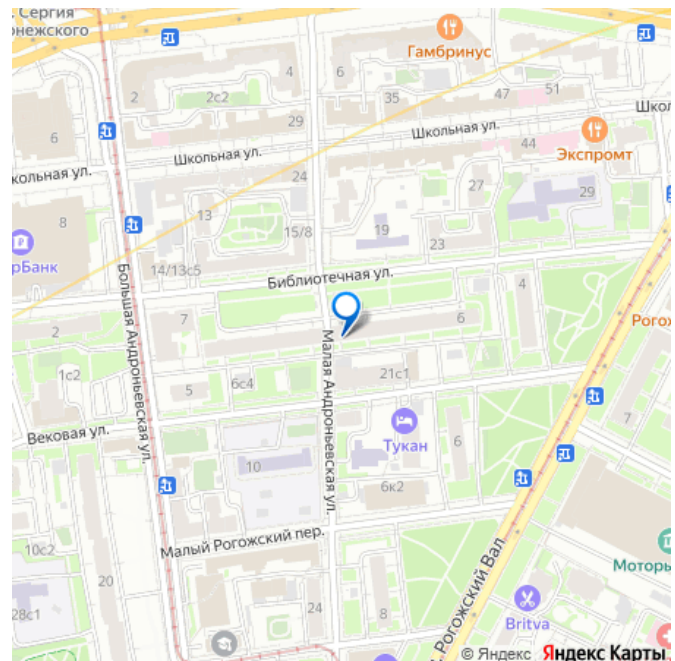 . Сергия
онежского
Гамбринус
2
2с2
4
6
35
47
51
Школ
29
Школьная ул.
6
44
Экспромт
Школьная ул.
кольная ул.
24
27
29
13
8
15/8
19
23
рБанк
14/13с5
Библиотечная ул.
4
7
6
Большая Андроньевская ул.
Малая Андроньевская ул.
Рогож
2
1с2
5
6с4
21с1
7
Вековая ул.
Тукан
6
10
6к2
10с2
Малый Рогожский пер.
Моторы
20
Рогожский Вал
28с1
24
8
Britva
© Яндекс Яндекс Карты